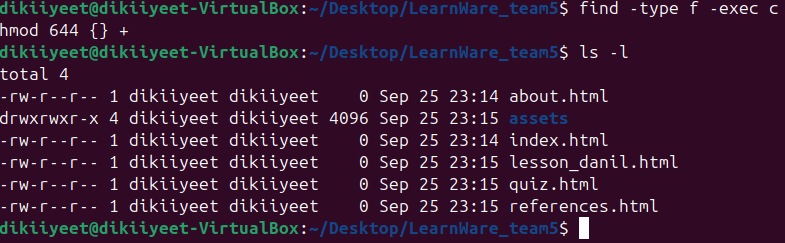 dikiiyeet@dikiiyeet-VirtualBox:~/Desktop/LearnWare_team5$ find -type f -exec c
hmod 644 {} +
dikiiyeet@dikiiyeet-VirtualBox:~/Desktop/LearnWare_team5$ ls -l
total 4
-rw-r--r-- 1 dikiiyeet dikiiyeet    0 Sep 25 23:14 about.html
drwxrwxr-x 4 dikiiyeet dikiiyeet 4096 Sep 25 23:15 assets
-rw-r--r-- 1 dikiiyeet dikiiyeet    0 Sep 25 23:14 index.html
-rw-r--r-- 1 dikiiyeet dikiiyeet    0 Sep 25 23:15 lesson_danil.html
-rw-r--r-- 1 dikiiyeet dikiiyeet    0 Sep 25 23:15 quiz.html
-rw-r--r-- 1 dikiiyeet dikiiyeet    0 Sep 25 23:15 references.html
dikiiyeet@dikiiyeet-VirtualBox:~/Desktop/LearnWare_team5$